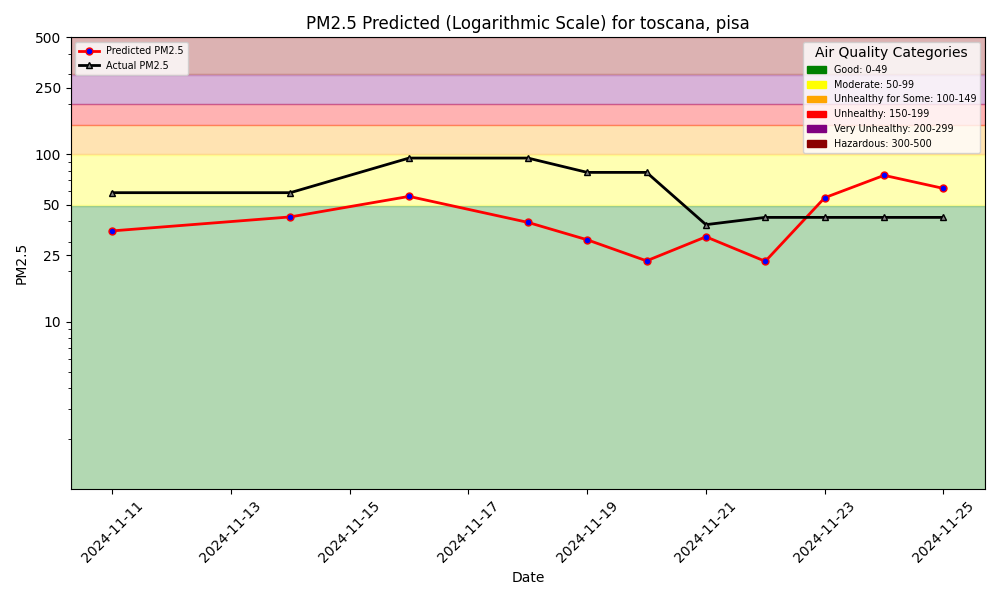 PM2.5 Predicted (Logarithmic Scale) for toscana, pisa
Predicted PM2.5
Actual PM2.5
Air Quality Categories
Good: 0-49
Moderate: 50-99
Unhealthy for Some: 100-149
Unhealthy: 150-199
Very Unhealthy: 200-299
Hazardous: 300-500
500
250
100
50
25
10
PM2.5
2024-11-11
2024-11-13
2024-11-15
2024-11-17
2024-11-19
2024-11-21
2024-11-23
2024-11-25
Date